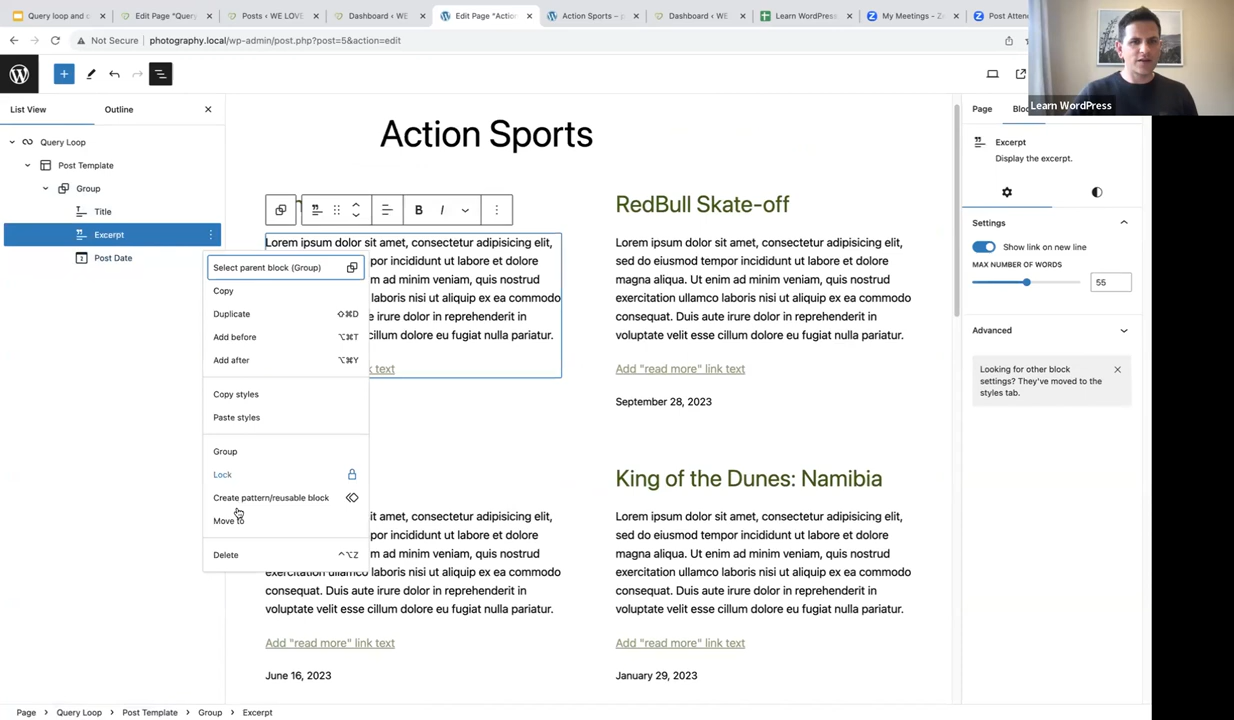 Query loop and c
Edit Page "Query
Posts ‹ WE LOVE
Dashboard ‹ WE
Edit Page "Action
Action Sports – p
Dashboard ‹ WE
Learn WordPress
My Meetings - Z
Post Attend
Not Secure
photography.local/wp-admin/post.php?post=5&action=edit
Learn WordPress
List View
Outline
Page
Query Loop
Post Template
Group
Title
Excerpt
Post Date
Select parent block (Group)
Copy
Duplicate ⇧⌘D
Add before ⌥⌘T
Add after ⌥⌘Y
Copy styles
Paste styles
Group
Lock
Create pattern/reusable block
Move to
Delete ^⌥Z
Action Sports
B I
Lorem ipsum dolor sit amet, consectetur adipisicing elit,
tempor incididunt ut labore et dolore
enim ad minim veniam, quis nostrud
laboris nisi ut aliquip ex ea commodo
aute irure dolor in reprehenderit in
dolore eu fugiat nulla pariatur.
link text
RedBull Skate-off
Lorem ipsum dolor sit amet, consectetur adipisicing elit,
sed do eiusmod tempor incididunt ut labore et dolore
magna aliqua. Ut enim ad minim veniam, quis nostrud
exercitation ullamco laboris nisi ut aliquip ex ea commodo
consequat. Duis aute irure dolor in reprehenderit in
voluptate velit esse cillum dolore eu fugiat nulla pariatur.
Add "read more" link text
September 28, 2023
sit amet, consectetur adipisicing elit,
tempor incididunt ut labore et dolore
enim ad minim veniam, quis nostrud
exercitation ullamco laboris nisi ut aliquip ex ea commodo
consequat. Duis aute irure dolor in reprehenderit in
voluptate velit esse cillum dolore eu fugiat nulla pariatur.
Add "read more" link text
June 16, 2023
King of the Dunes: Namibia
Lorem ipsum dolor sit amet, consectetur adipisicing elit,
sed do eiusmod tempor incididunt ut labore et dolore
magna aliqua. Ut enim ad minim veniam, quis nostrud
exercitation ullamco laboris nisi ut aliquip ex ea commodo
consequat. Duis aute irure dolor in reprehenderit in
voluptate velit esse cillum dolore eu fugiat nulla pariatur.
Add "read more" link text
January 29, 2023
Excerpt
Display the excerpt.
Settings
Show link on new line
MAX NUMBER OF WORDS
55
Advanced
Looking for other block
settings? They've moved to the
styles tab.
Page › Query Loop › Post Template › Group › Excerpt